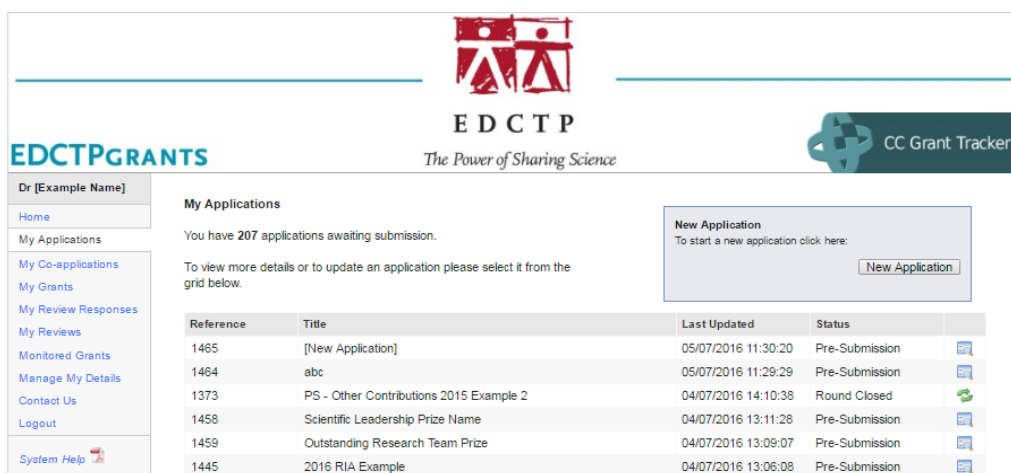 EDCTP
The Power of Sharing Science
EDCTPGRANTS
CC Grant Tracker
Dr [Example Name]
Home
My Applications
My Co-applications
My Grants
My Review Responses
My Reviews
Monitored Grants
Manage My Details
Contact Us
Logout
System Help
My Applications
You have 207 applications awaiting submission.
To view more details or to update an application please select it from the
grid below.
New Application
To start a new application click here:
New Application
Reference Title Last Updated Status
1465 [New Application] 05/07/2016 11:30:20 Pre-Submission
1464 abc 05/07/2016 11:29:29 Pre-Submission
1373 PS - Other Contributions 2015 Example 2 04/07/2016 14:10:38 Round Closed
1458 Scientific Leadership Prize Name 04/07/2016 13:11:28 Pre-Submission
1459 Outstanding Research Team Prize 04/07/2016 13:09:07 Pre-Submission
1445 2016 RIA Example 04/07/2016 13:06:08 Pre-Submission